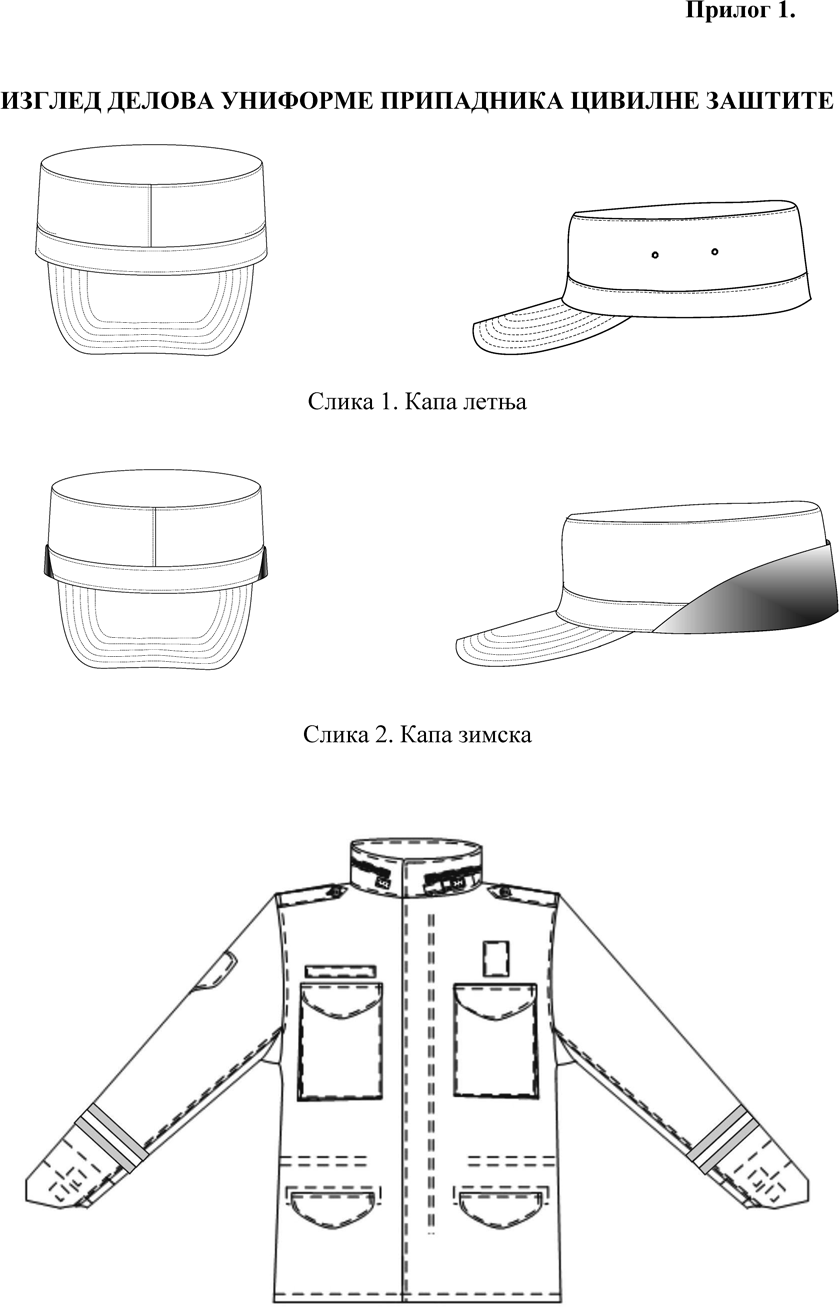 Прилог 1.
ИЗГЛЕД ДЕЛОВА УНИФОРМЕ ПРИПАДНИКА ЦИВИЛНЕ ЗАШТИТЕ
Слика 1. Капа летња
Слика 2. Капа зимска